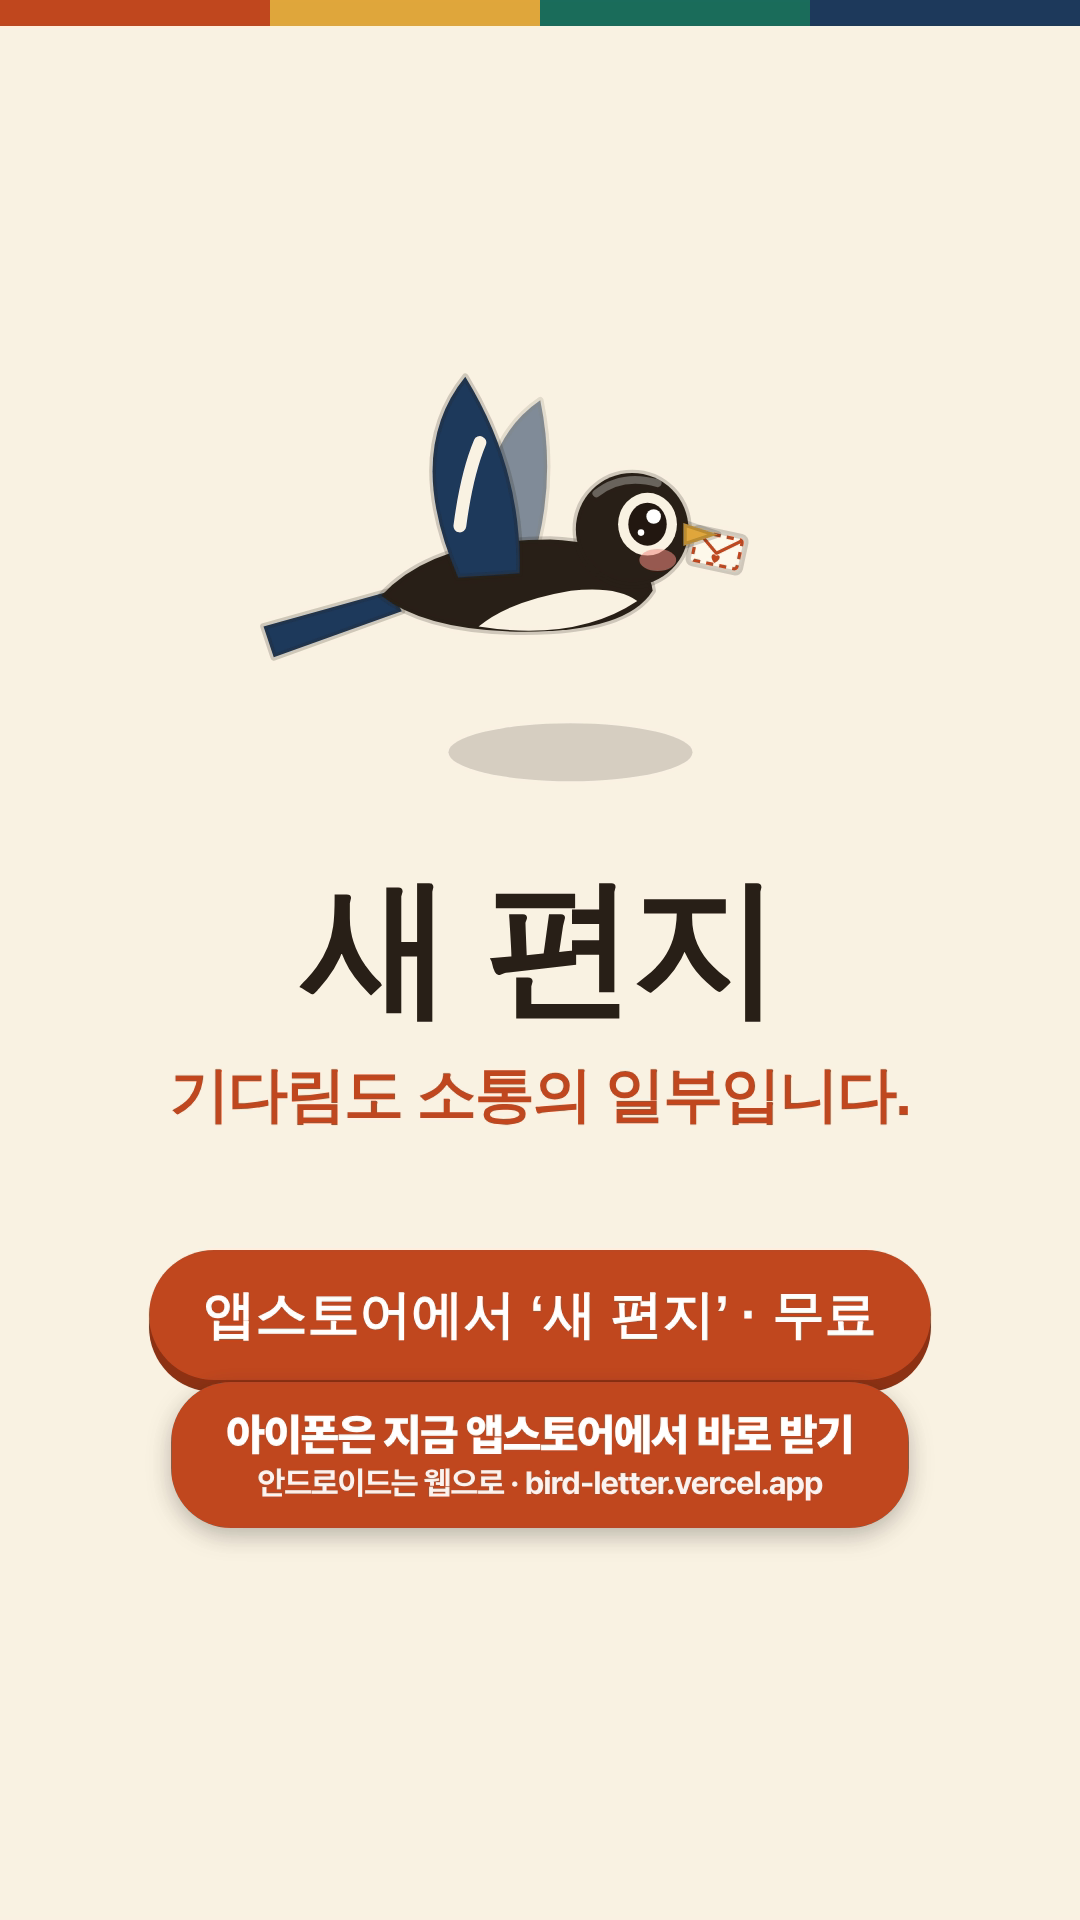 새 편지
기다림도 소통의 일부입니다.
앱스토어에서 ‘새 편지’ · 무료
아이폰은 지금 앱스토어에서 바로 받기
안드로이드는 웹으로 · bird-letter.vercel.app